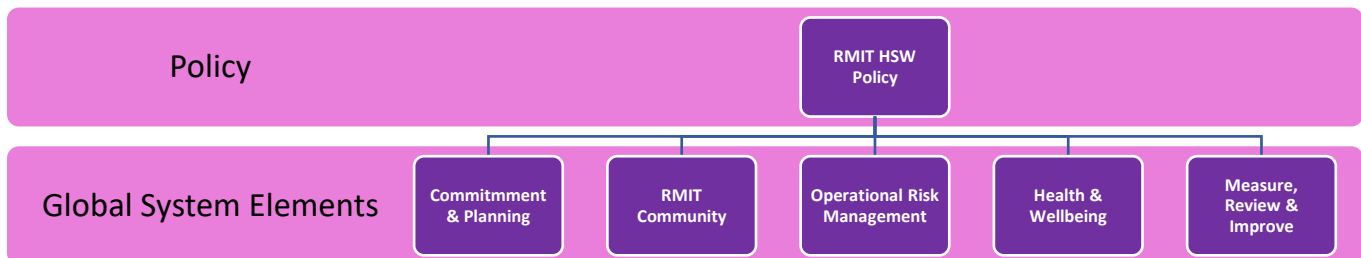 Policy
RMIT HSW
Policy
Global System Elements
Commitmment
& Planning
RMIT
Community
Operational Risk
Management
Health &
Wellbeing
Measure,
Review &
Improve